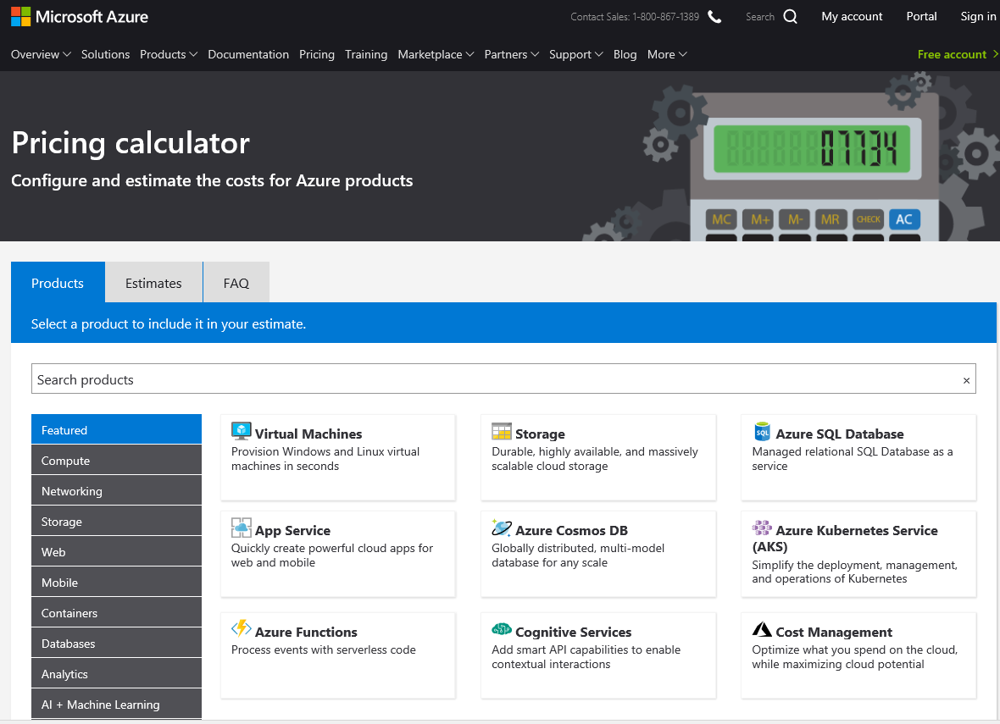 Microsoft Azure
Contact Sales: 1-800-867-1389
Search
My account
Portal
Sign in
Overview
Solutions
Products
Documentation
Pricing
Training
Marketplace
Partners
Support
Blog
More
Free account
Pricing calculator
Configure and estimate the costs for Azure products
07734
MC
M+
M-
MR
CHECK
AC
Products
Estimates
FAQ
Select a product to include it in your estimate.
Search products
×
Featured
Compute
Networking
Storage
Web
Mobile
Containers
Databases
Analytics
AI + Machine Learning
Virtual Machines
Provision Windows and Linux virtual
machines in seconds
Storage
Durable, highly available, and massively
scalable cloud storage
SQL
Azure SQL Database
Managed relational SQL Database as a
service
App Service
Quickly create powerful cloud apps for
web and mobile
Azure Cosmos DB
Globally distributed, multi-model
database for any scale
Azure Kubernetes Service
(AKS)
Simplify the deployment, management,
and operations of Kubernetes
Azure Functions
Process events with serverless code
Cognitive Services
Add smart API capabilities to enable
contextual interactions
Cost Management
Optimize what you spend on the cloud,
while maximizing cloud potential